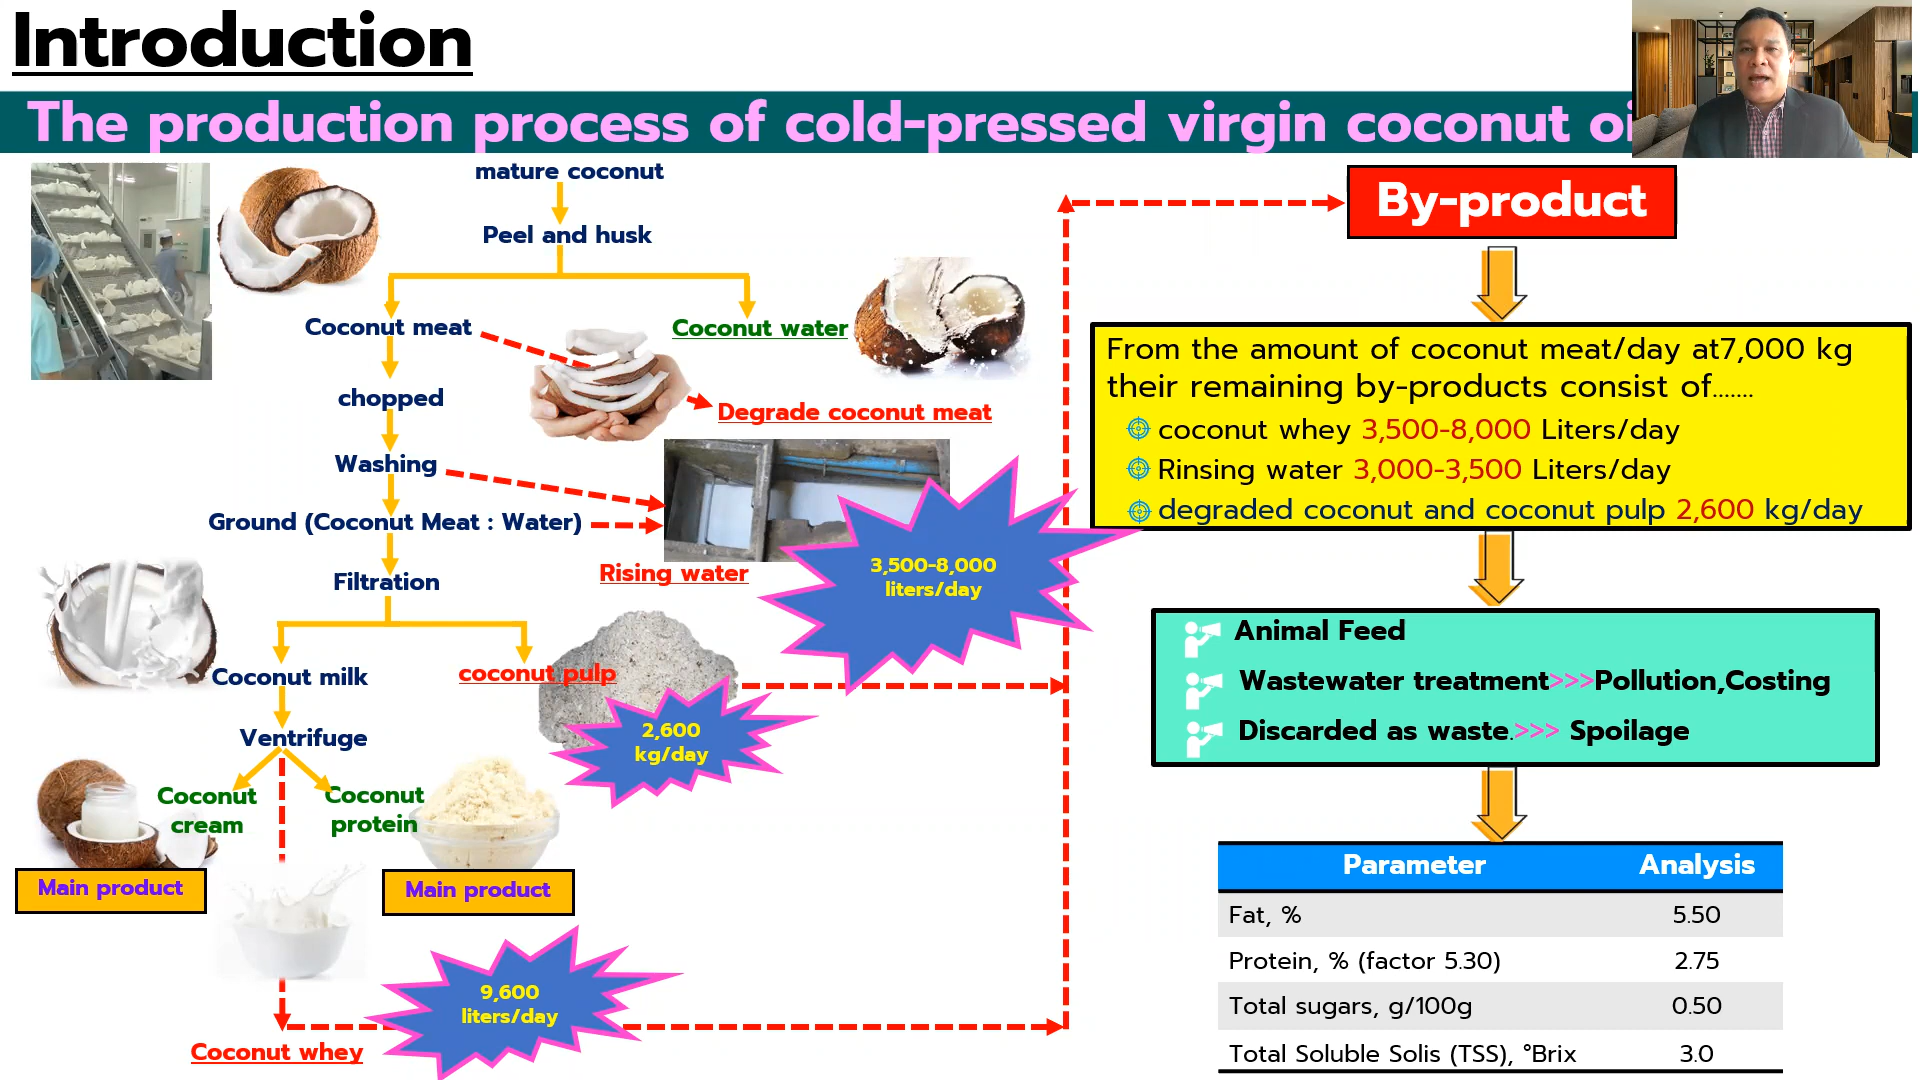 Introduction
The production process of cold-pressed virgin coconut oi
mature coconut
Peel and husk
Coconut meat
Coconut water
chopped
Degrade coconut meat
Washing
Ground (Coconut Meat : Water)
Rising water
3,500-8,000
liters/day
Filtration
Coconut milk
coconut pulp
2,600
kg/day
Ventrifuge
Coconut
cream
Coconut
protein
Main product
Main product
9,600
liters/day
Coconut whey
By-product
From the amount of coconut meat/day at7,000 kg
their remaining by-products consist of.......
coconut whey 3,500-8,000 Liters/day
Rinsing water 3,000-3,500 Liters/day
degraded coconut and coconut pulp 2,600 kg/day
Animal Feed
Wastewater treatment>>>Pollution,Costing
Discarded as waste.>>> Spoilage
Parameter Analysis
Fat, % 5.50
Protein, % (factor 5.30) 2.75
Total sugars, g/100g 0.50
Total Soluble Solis (TSS), °Brix 3.0